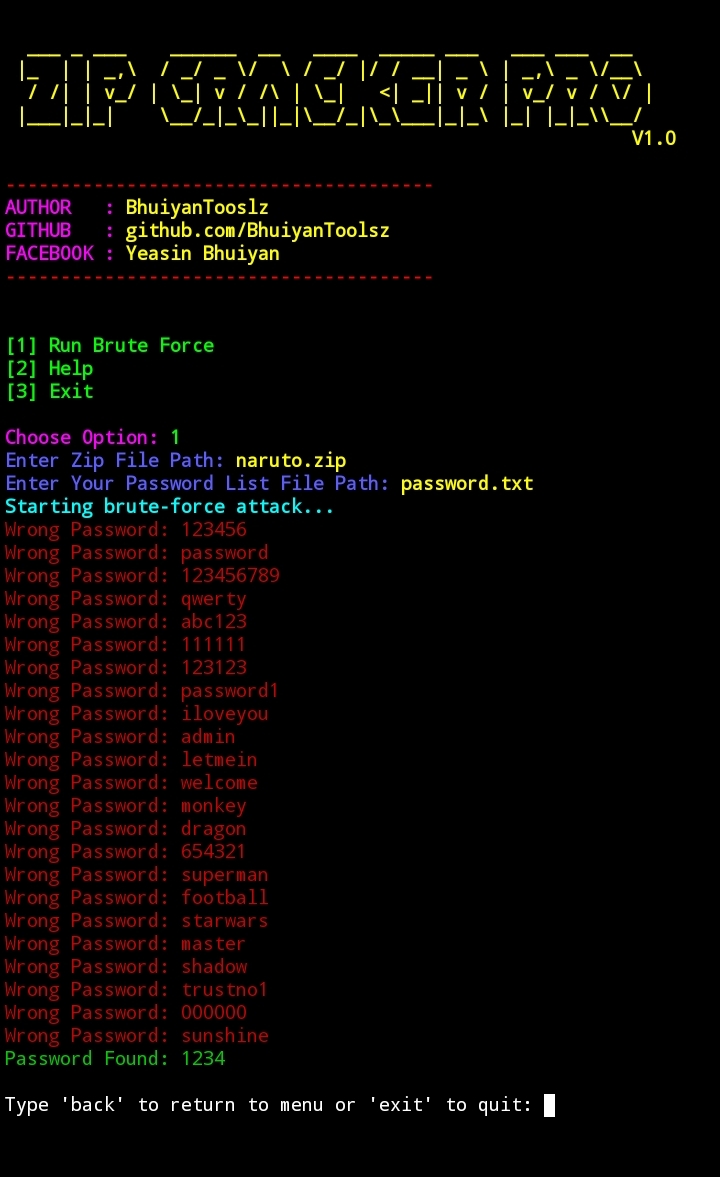 ZIP CRACKER PRO
V1.0
---------------------------------------
AUTHOR   : BhuiyanTooslz
GITHUB   : github.com/BhuiyanToolsz
FACEBOOK : Yeasin Bhuiyan
---------------------------------------
[1] Run Brute Force
[2] Help
[3] Exit
Choose Option: 1
Enter Zip File Path: naruto.zip
Enter Your Password List File Path: password.txt
Starting brute-force attack...
Wrong Password: 123456
Wrong Password: password
Wrong Password: 123456789
Wrong Password: qwerty
Wrong Password: abc123
Wrong Password: 111111
Wrong Password: 123123
Wrong Password: password1
Wrong Password: iloveyou
Wrong Password: admin
Wrong Password: letmein
Wrong Password: welcome
Wrong Password: monkey
Wrong Password: dragon
Wrong Password: 654321
Wrong Password: superman
Wrong Password: football
Wrong Password: starwars
Wrong Password: master
Wrong Password: shadow
Wrong Password: trustno1
Wrong Password: 000000
Wrong Password: sunshine
Password Found: 1234
Type 'back' to return to menu or 'exit' to quit: